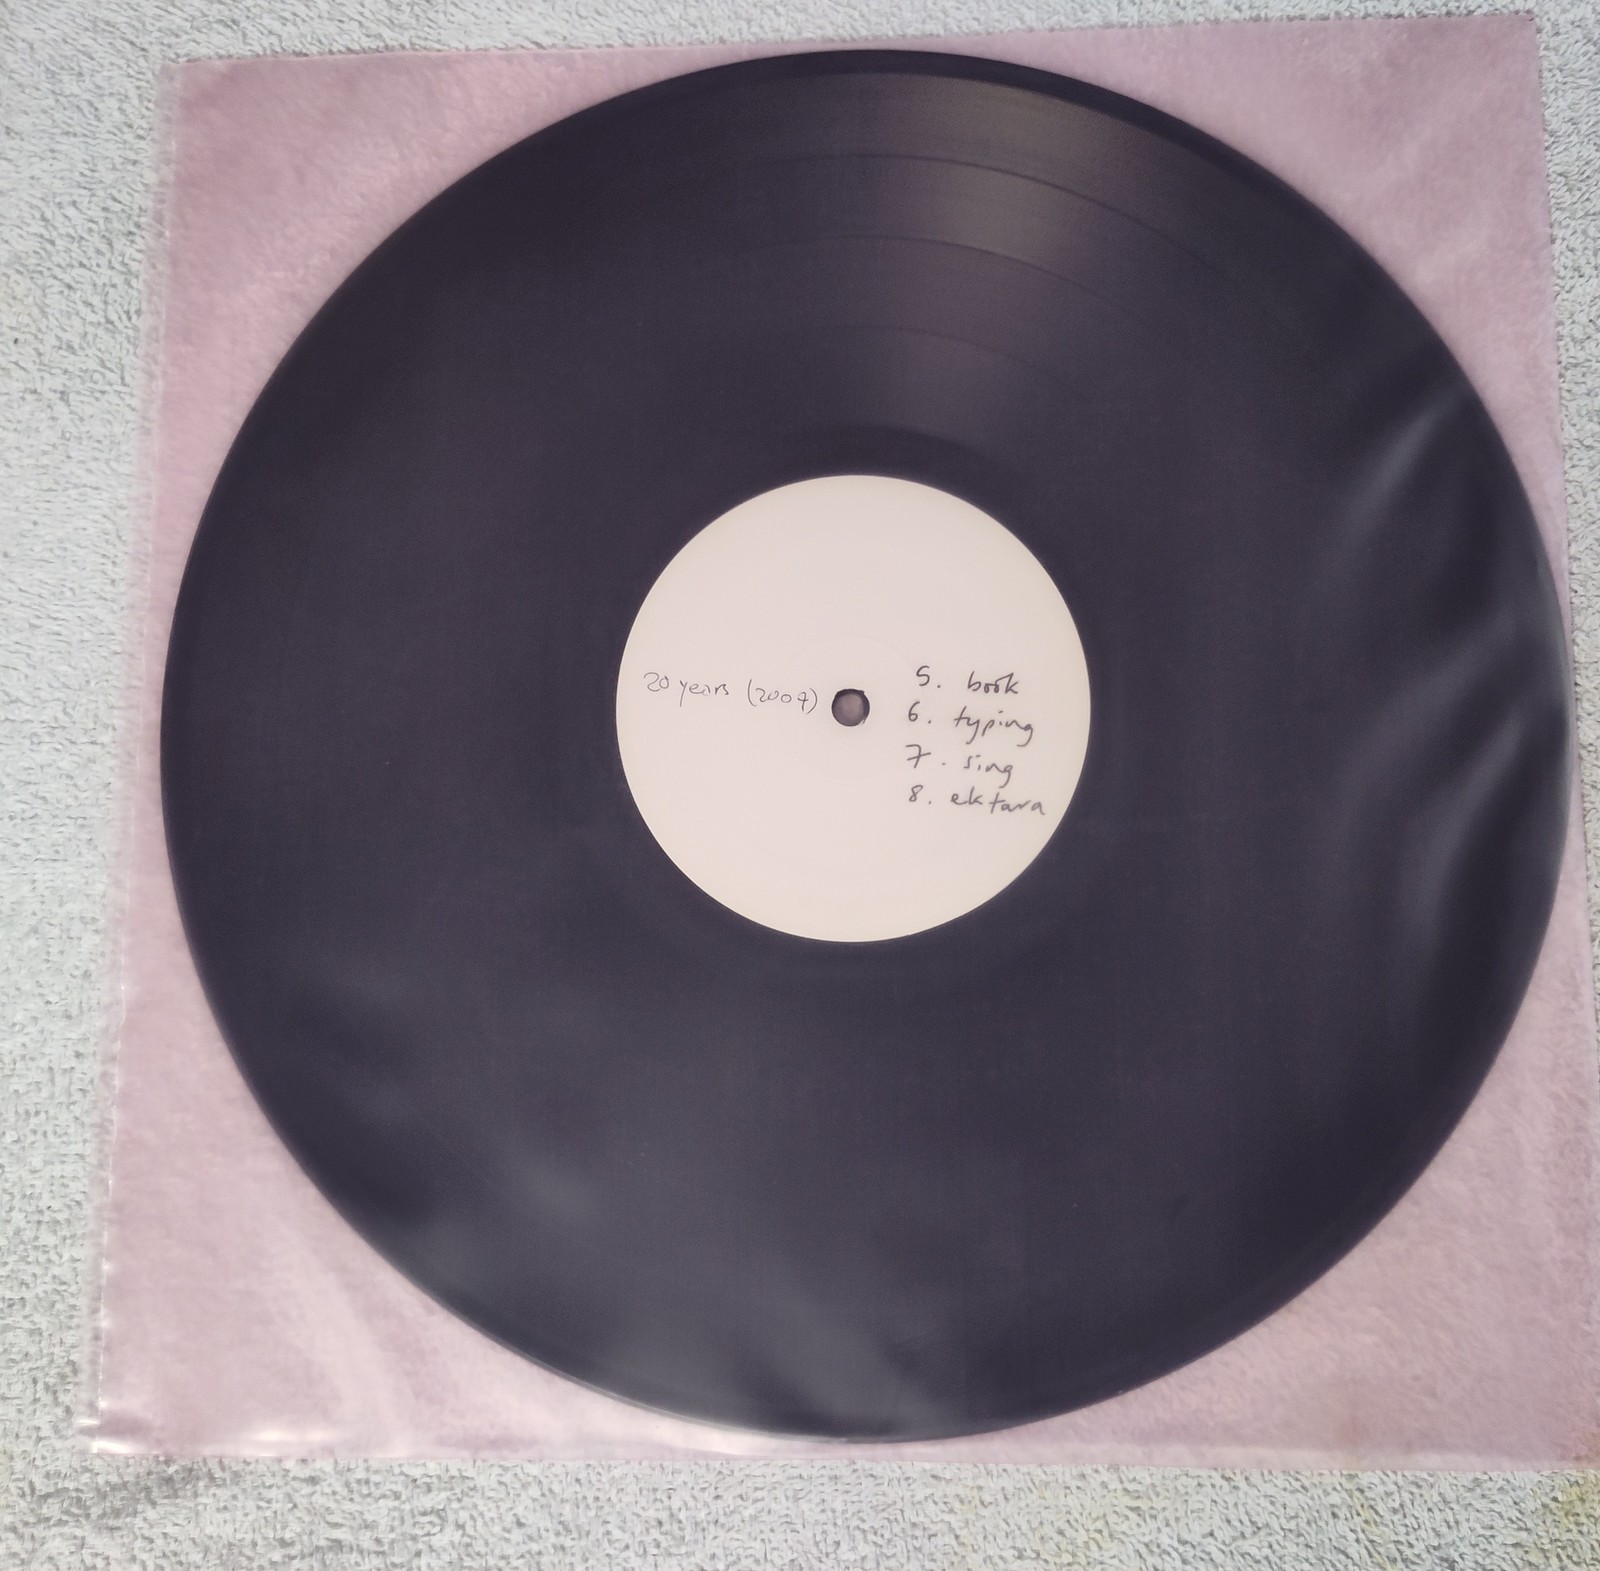 20 years (2004)
5. book
6. typing
7. sing
8. ektara